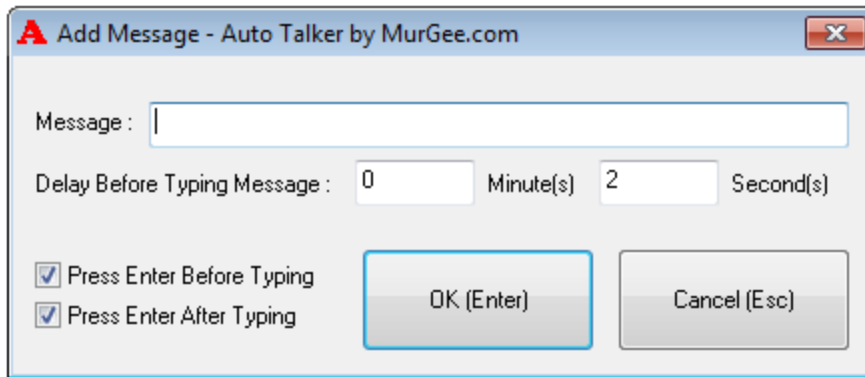 A Add Message - Auto Talker by MurGee.com
Message :
Delay Before Typing Message : 0 Minute(s) 2 Second(s)
Press Enter Before Typing
Press Enter After Typing
OK (Enter) Cancel (Esc)